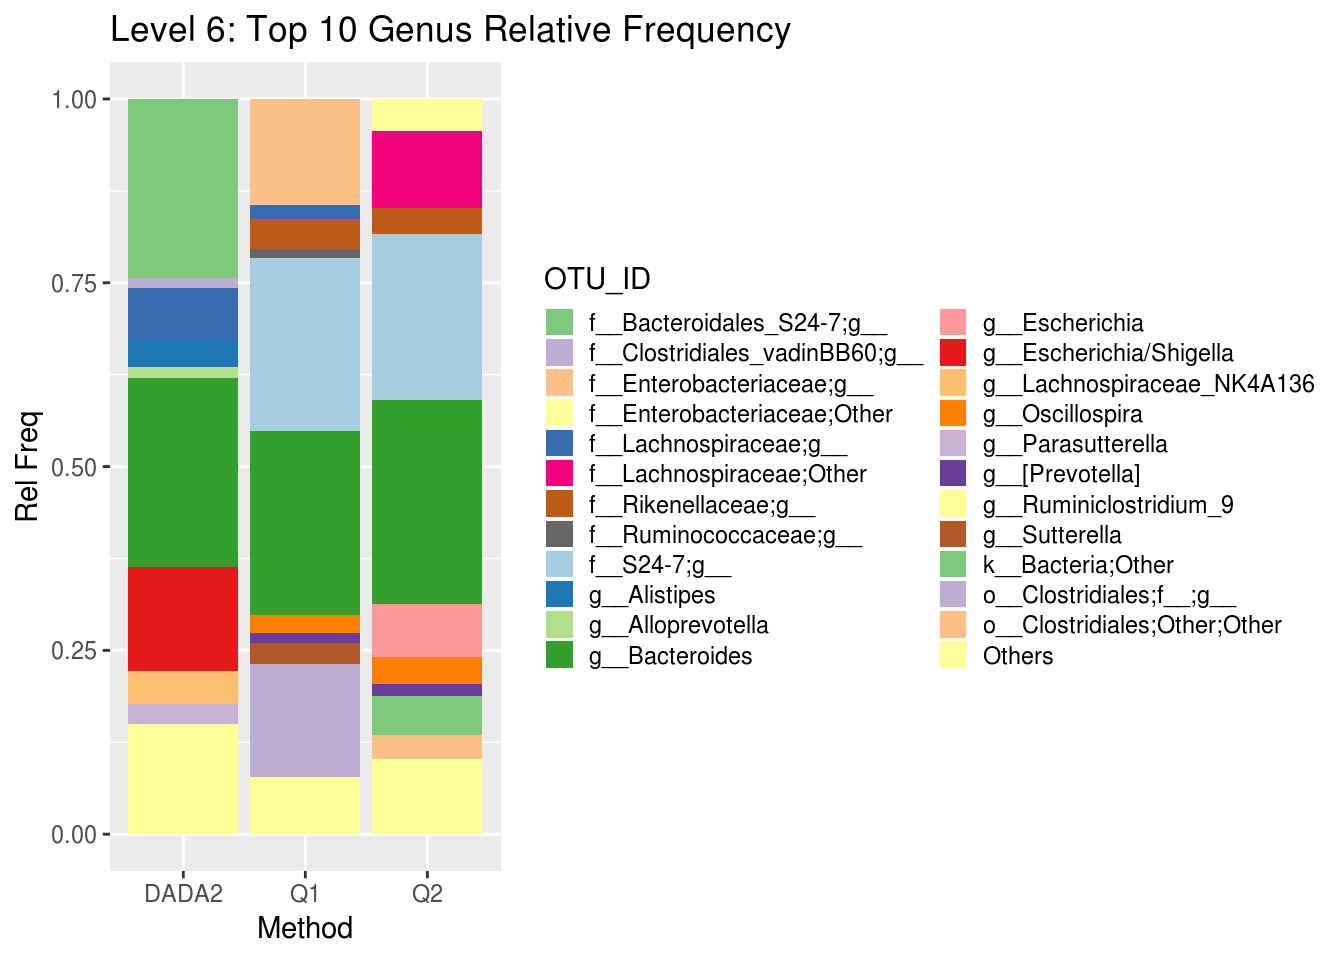 Level 6: Top 10 Genus Relative Frequency
1.00
0.75
0.50
0.25
0.00
Rel Freq
DADA2 Q1 Q2
Method
OTU_ID
f__Bacteroidales_S24-7;g__
f__Clostridiales_vadinBB60;g__
f__Enterobacteriaceae;g__
f__Enterobacteriaceae;Other
f__Lachnospiraceae;g__
f__Lachnospiraceae;Other
f__Rikenellaceae;g__
f__Ruminococcaceae;g__
f__S24-7;g__
g__Alistipes
g__Alloprevotella
g__Bacteroides
g__Escherichia
g__Escherichia/Shigella
g__Lachnospiraceae_NK4A136
g__Oscillospira
g__Parasutterella
g__[Prevotella]
g__Ruminiclostridium_9
g__Sutterella
k__Bacteria;Other
o__Clostridiales;f__;g__
o__Clostridiales;Other;Other
Others